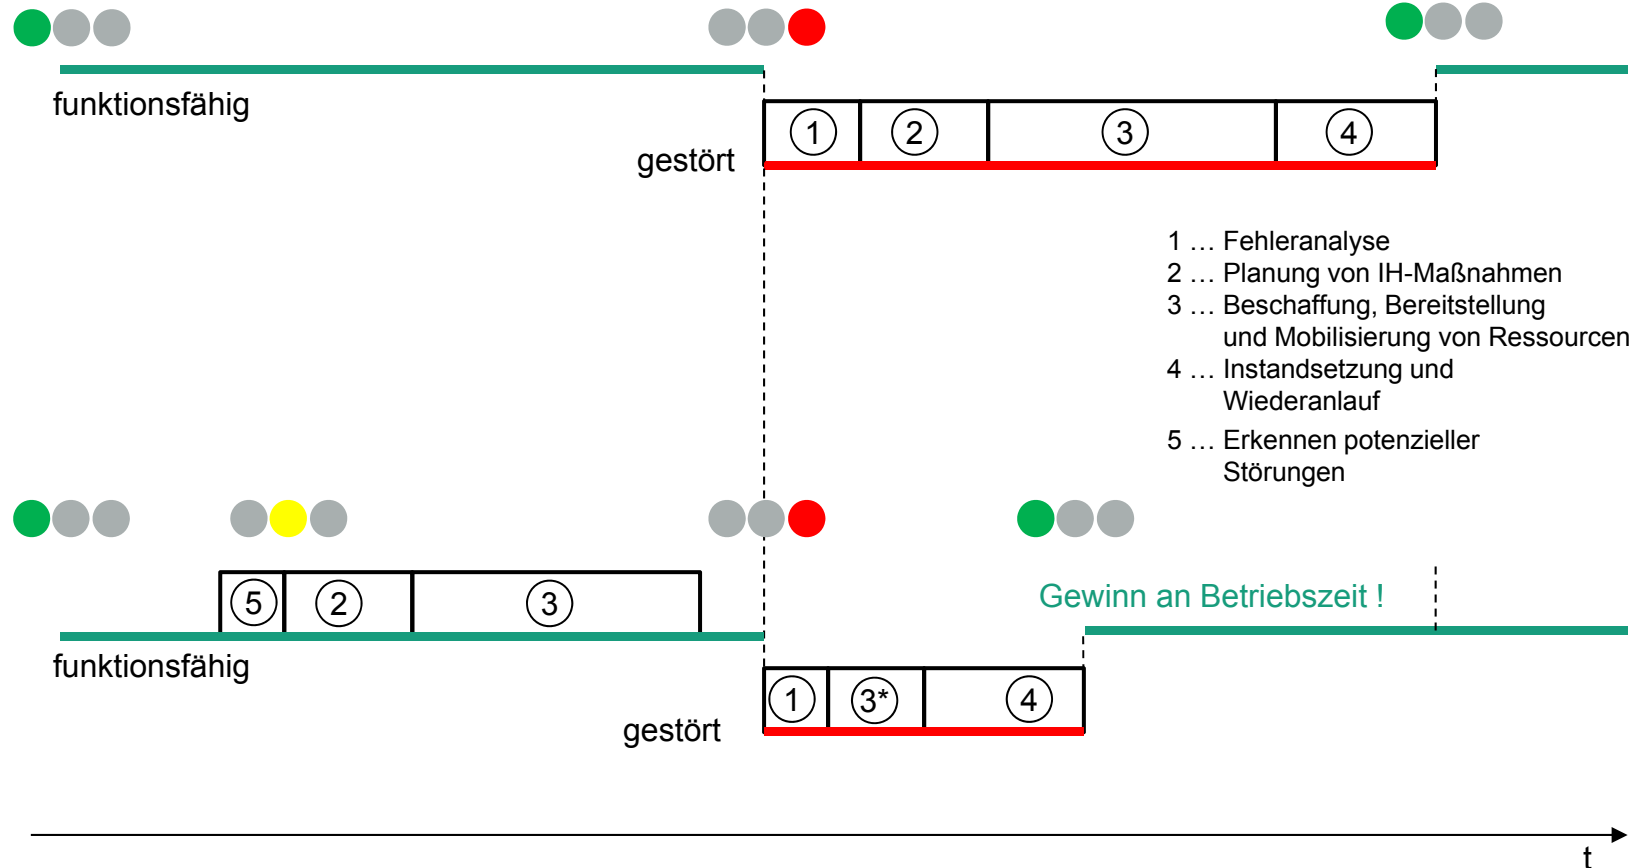 funktionsfähig
gestört
1
2
3
4
1 … Fehleranalyse
2 … Planung von IH-Maßnahmen
3 … Beschaffung, Bereitstellung
und Mobilisierung von Ressourcen
4 … Instandsetzung und
Wiederanlauf
5 … Erkennen potenzieller
Störungen
5
2
3
Gewinn an Betriebszeit !
funktionsfähig
gestört
1
3*
4
t